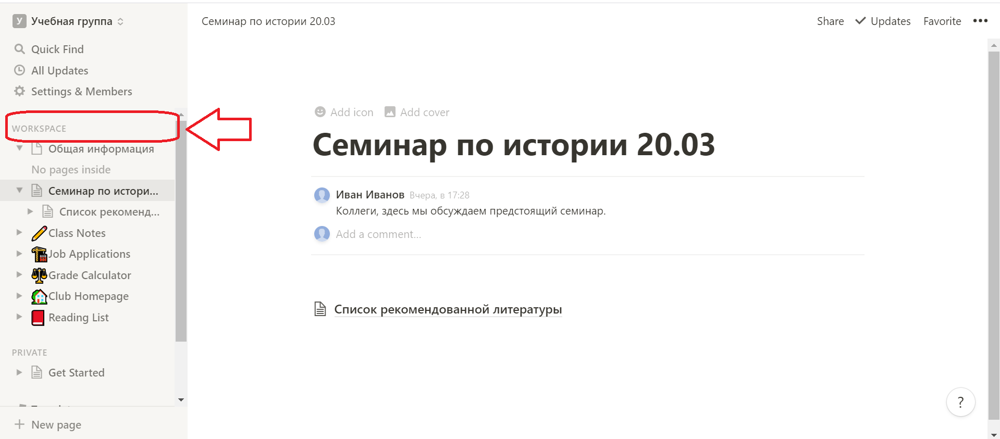 У Учебная группа
Quick Find
All Updates
Settings & Members
WORKSPACE
Общая информация
No pages inside
Семинар по истори...
Список рекоменд...
Class Notes
Job Applications
Grade Calculator
Club Homepage
Reading List
PRIVATE
Get Started
New page
Семинар по истории 20.03
Share Updates Favorite
Add icon Add cover
Семинар по истории 20.03
Иван Иванов Вчера, в 17:28
Коллеги, здесь мы обсуждаем предстоящий семинар.
Add a comment...
Список рекомендованной литературы
?